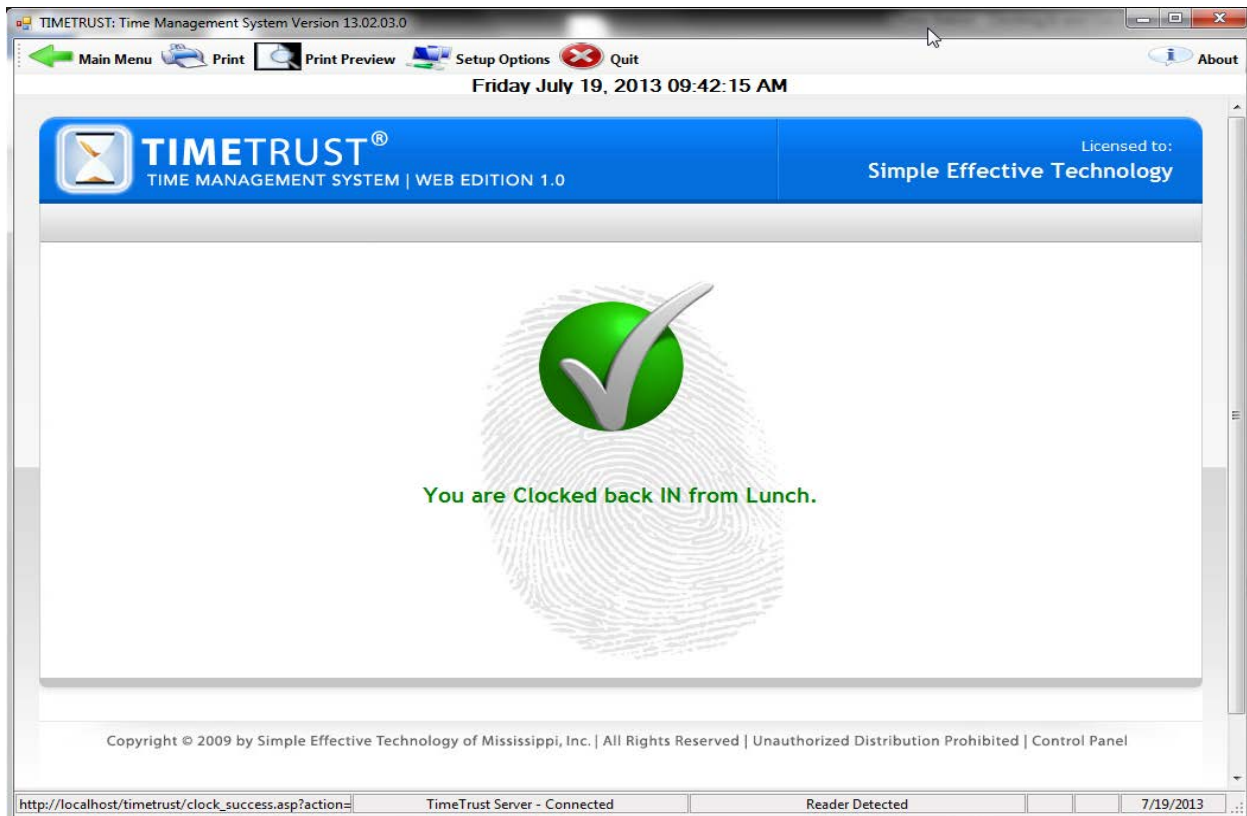 TIMETRUST: Time Management System Version 13.02.03.0
Main Menu Print Print Preview Setup Options Quit About
Friday July 19, 2013 09:42:15 AM
TIMETRUST®
TIME MANAGEMENT SYSTEM | WEB EDITION 1.0
Licensed to:
Simple Effective Technology
You are Clocked back IN from Lunch.
Copyright © 2009 by Simple Effective Technology of Mississippi, Inc. | All Rights Reserved | Unauthorized Distribution Prohibited | Control Panel
http://localhost/timetrust/clock_success.asp?action= TimeTrust Server - Connected Reader Detected 7/19/2013